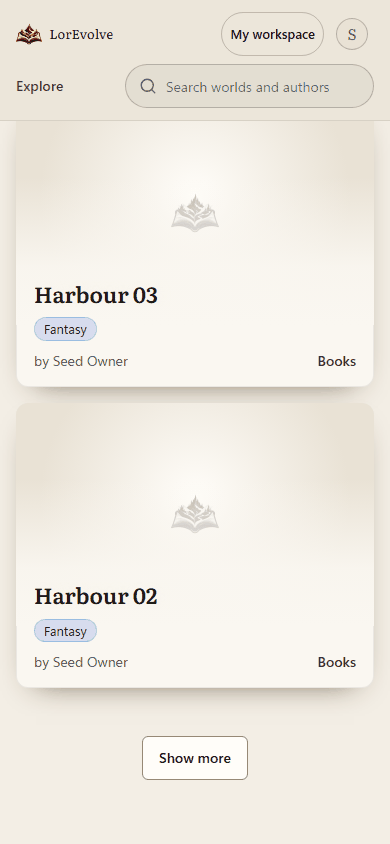 LorEvolve
My workspace
S
Explore
Search worlds and authors
Harbour 03
Fantasy
by Seed Owner
Books
Harbour 02
Fantasy
by Seed Owner
Books
Show more